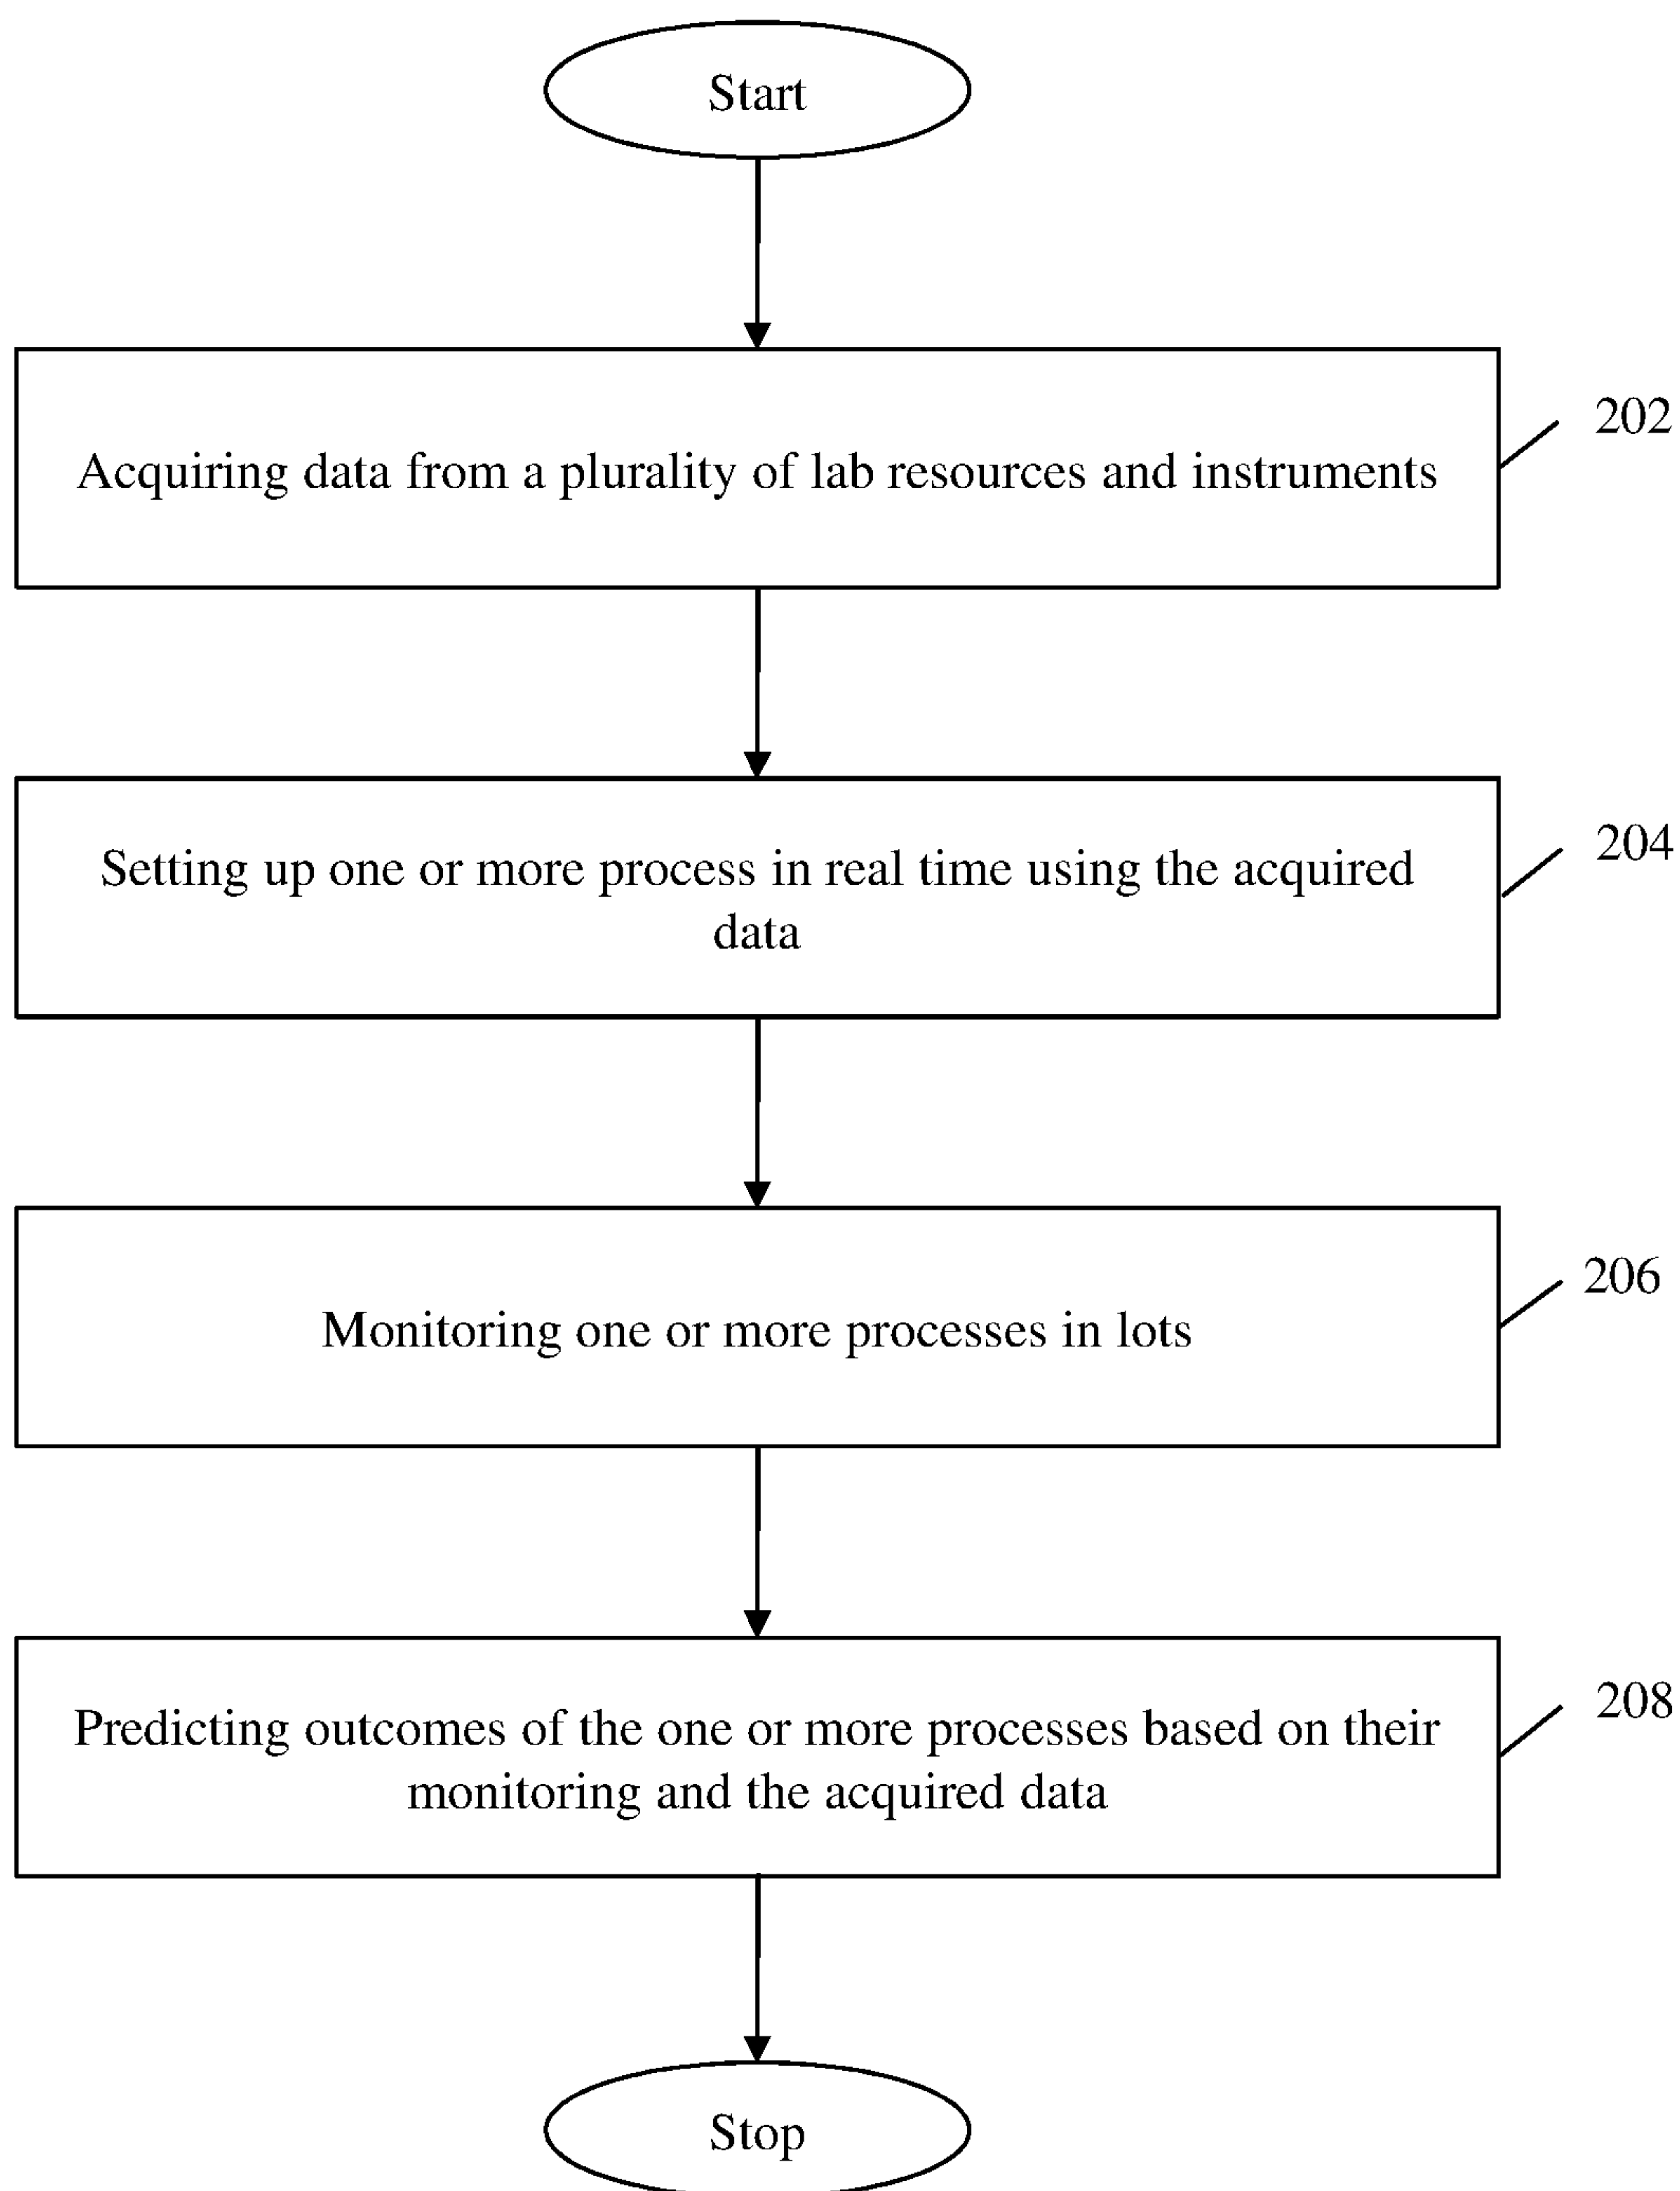 Start
202
Acquiring data from a plurality of lab resources and instruments
204
Setting up one or more process in real time using the acquired
data
206
Monitoring one or more processes in lots
208
Predicting outcomes of the one or more processes based on their
monitoring and the acquired data
Stop